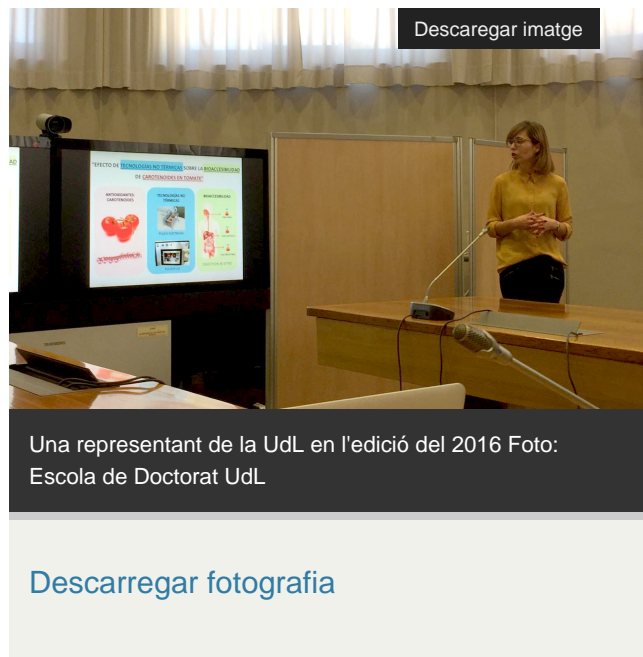 Descaregar imatge
"EFECTO DE TECNOLOGÍAS NO TÉRMICAS SOBRE LA BIOACCESIBILIDAD
DE CAROTENOIDES EN TOMATE"
ANTIOXIDANTES
CAROTENOIDES
TECNOLOGÍAS NO
TÉRMICAS
BIOACCESIBILIDAD
Una representant de la UdL en l'edició del 2016 Foto:
Escola de Doctorat UdL
Descarregar fotografia